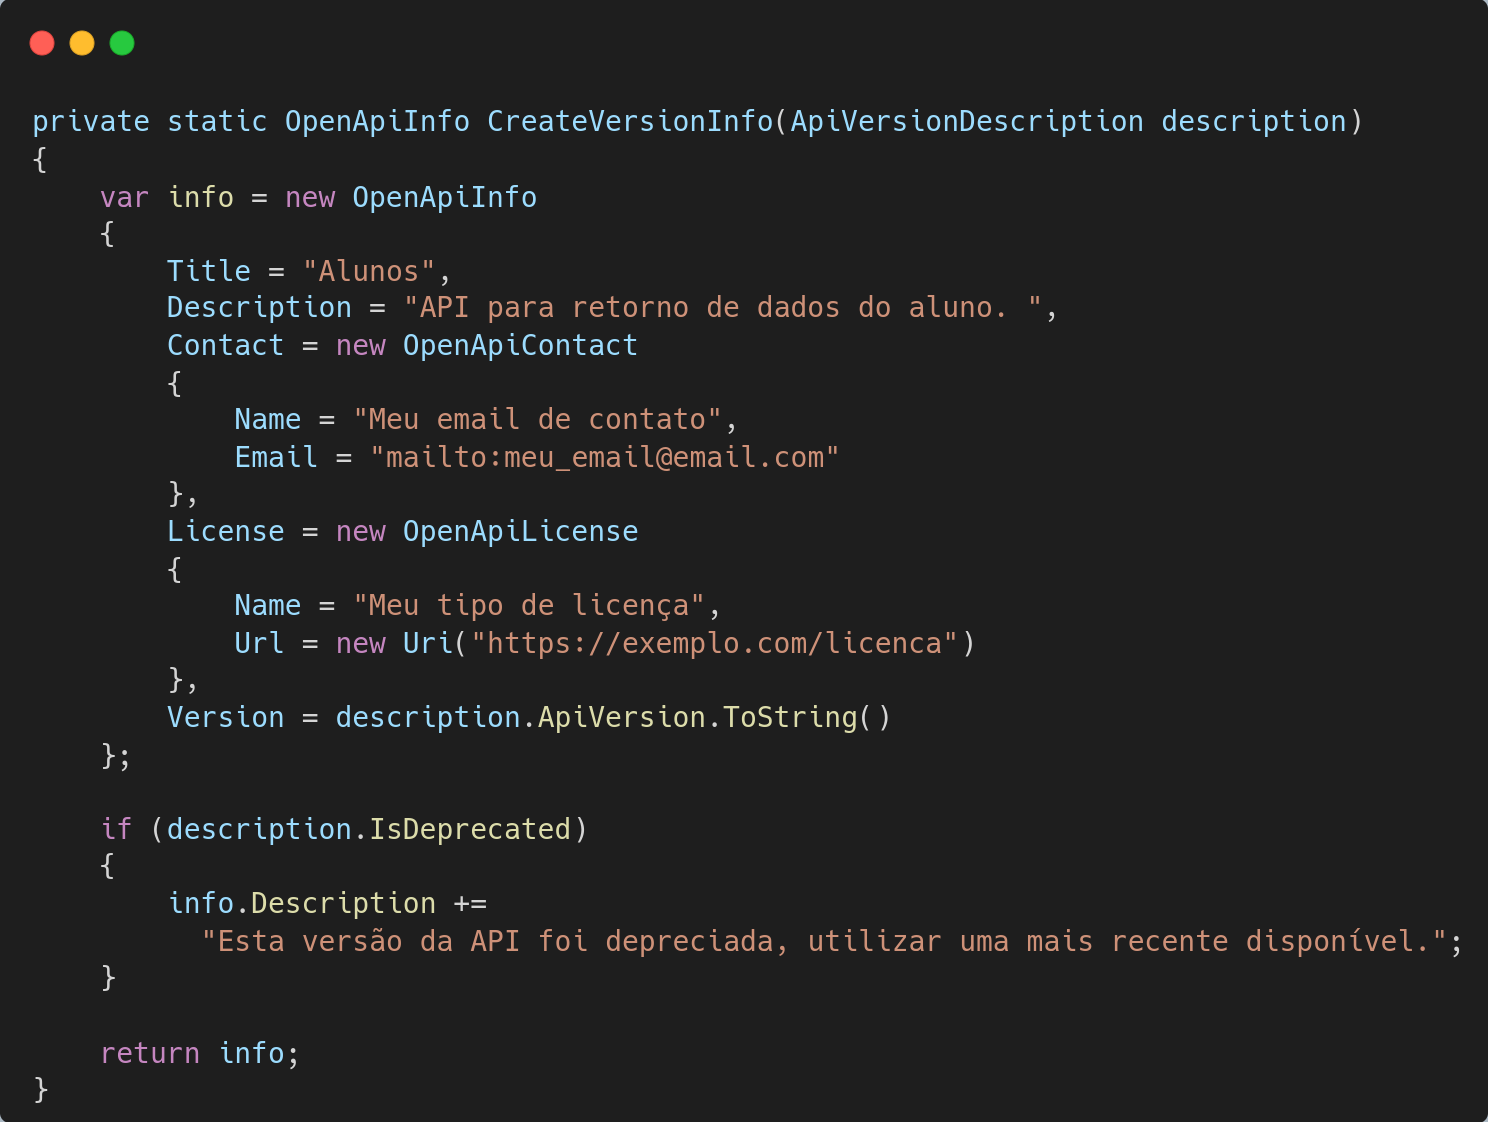 private static OpenApiInfo CreateVersionInfo(ApiVersionDescription description)
{
    var info = new OpenApiInfo
    {
        Title = "Alunos",
        Description = "API para retorno de dados do aluno. ",
        Contact = new OpenApiContact
        {
            Name = "Meu email de contato",
            Email = "mailto:meu_email@email.com"
        },
        License = new OpenApiLicense
        {
            Name = "Meu tipo de licença",
            Url = new Uri("https://exemplo.com/licenca")
        },
        Version = description.ApiVersion.ToString()
    };

    if (description.IsDeprecated)
    {
        info.Description +=
          "Esta versão da API foi depreciada, utilizar uma mais recente disponível.";
    }

    return info;
}